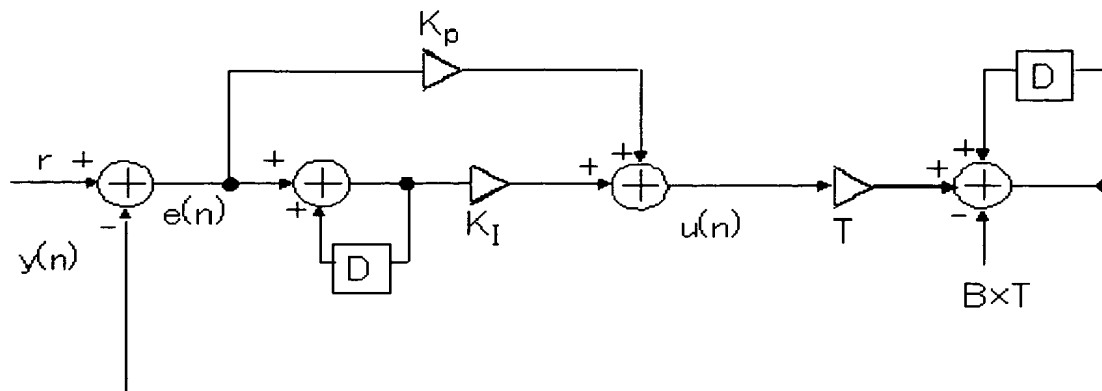 Kp
D
r + + + + + +
e(n) + KI u(n) T -
- y(n) D B×T